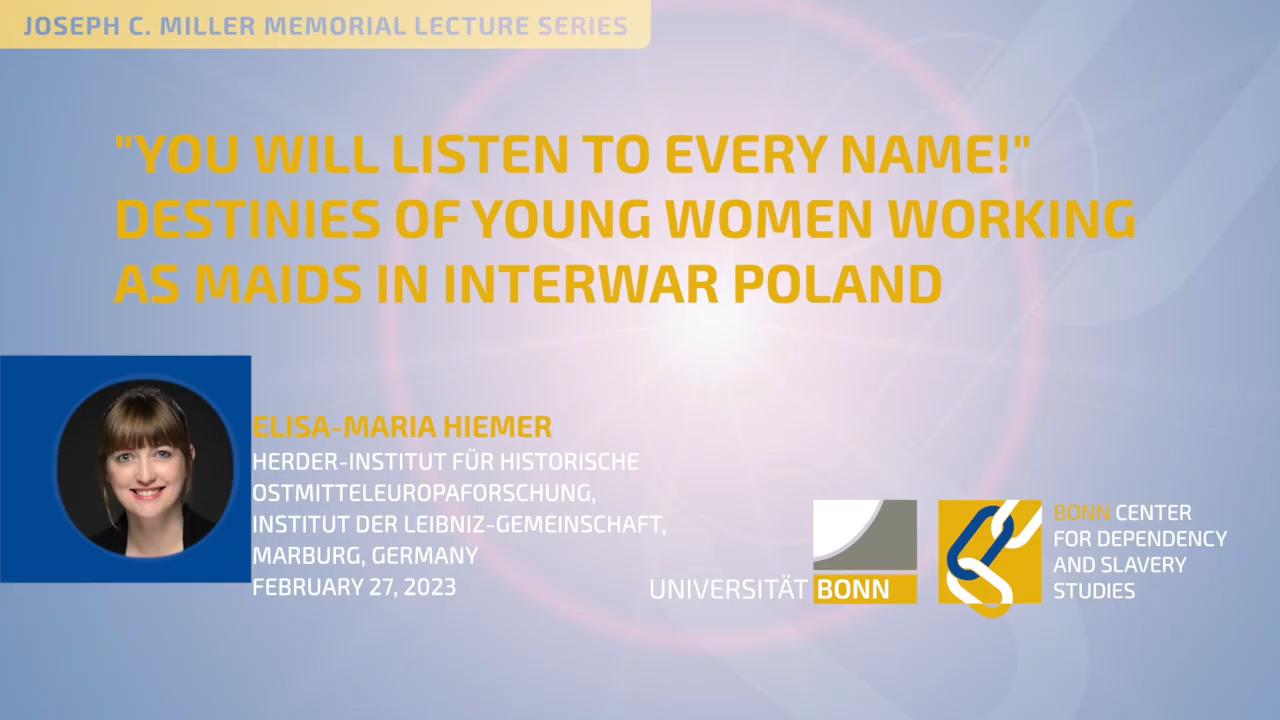 JOSEPH C. MILLER MEMORIAL LECTURE SERIES
"YOU WILL LISTEN TO EVERY NAME!"
DESTINIES OF YOUNG WOMEN WORKING
AS MAIDS IN INTERWAR POLAND
ELISA-MARIA HIEMER
HERDER-INSTITUT FÜR HISTORISCHE
OSTMITTELEUROPAFORSCHUNG,
INSTITUT DER LEIBNIZ-GEMEINSCHAFT,
MARBURG, GERMANY
FEBRUARY 27, 2023
UNIVERSITÄT BONN
BONN CENTER
FOR DEPENDENCY
AND SLAVERY
STUDIES